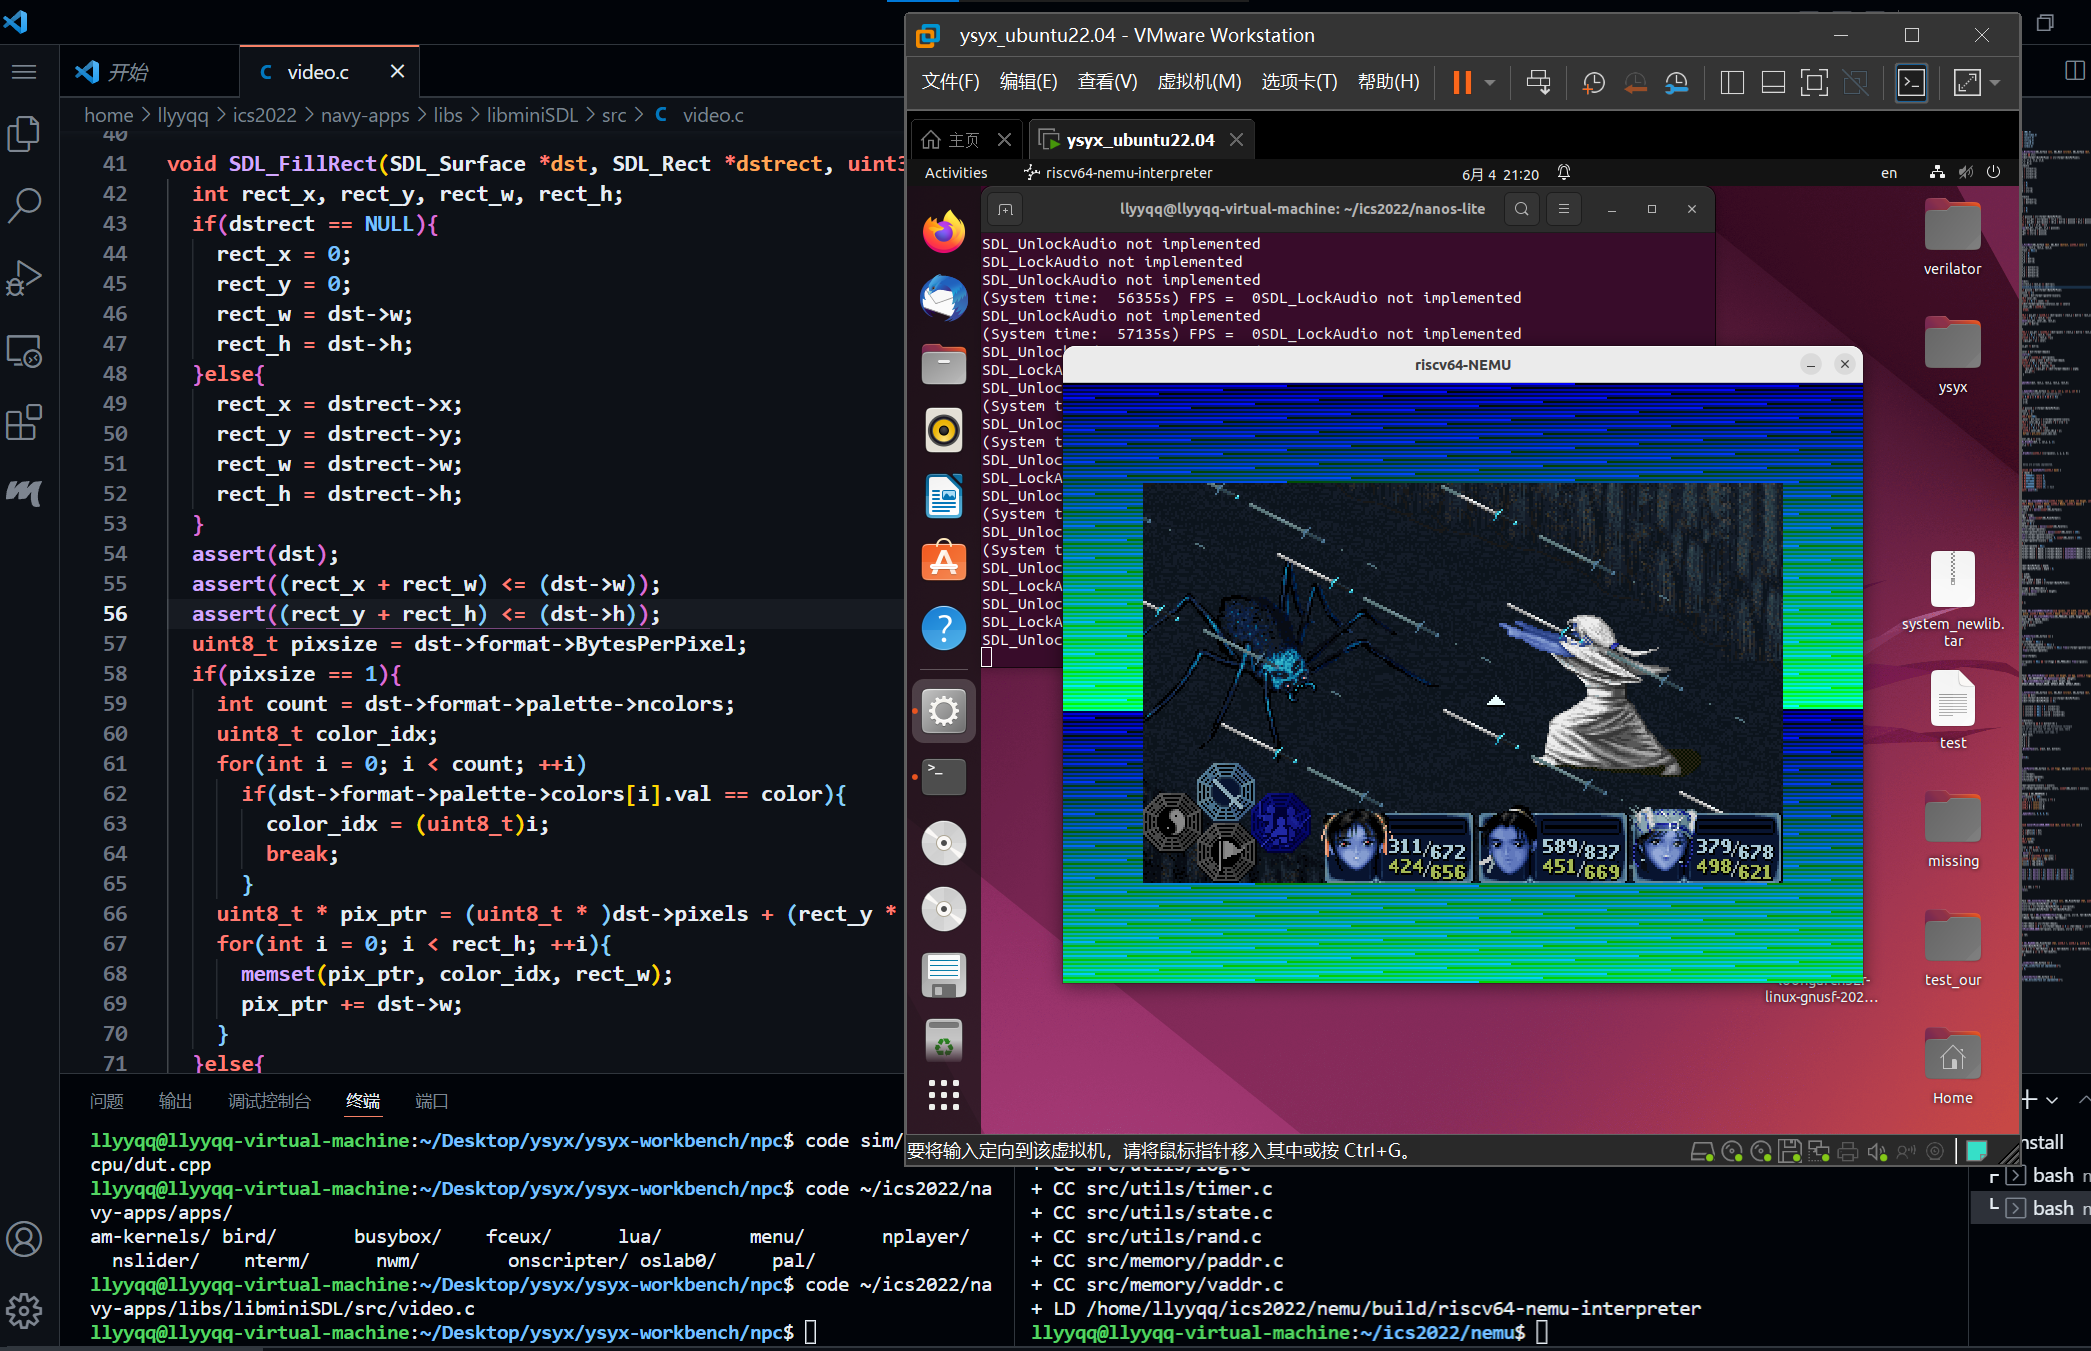 开始
video.c
home > llyyqq > ics2022 > navy-apps > libs > libminiSDL > src > C video.c
40
41 void SDL_FillRect(SDL_Surface *dst, SDL_Rect *dstrect, uint3
42 int rect_x, rect_y, rect_w, rect_h;
43 if(dstrect == NULL){
44 rect_x = 0;
45 rect_y = 0;
46 rect_w = dst->w;
47 rect_h = dst->h;
48 }else{
49 rect_x = dstrect->x;
50 rect_y = dstrect->y;
51 rect_w = dstrect->w;
52 rect_h = dstrect->h;
53 }
54 assert(dst);
55 assert((rect_x + rect_w) <= (dst->w));
56 assert((rect_y + rect_h) <= (dst->h));
57 uint8_t pixsize = dst->format->BytesPerPixel;
58 if(pixsize == 1){
59 int count = dst->format->palette->ncolors;
60 uint8_t color_idx;
61 for(int i = 0; i < count; ++i)
62 if(dst->format->palette->colors[i].val == color){
63 color_idx = (uint8_t)i;
64 break;
65 }
66 uint8_t * pix_ptr = (uint8_t * )dst->pixels + (rect_y *
67 for(int i = 0; i < rect_h; ++i){
68 memset(pix_ptr, color_idx, rect_w);
69 pix_ptr += dst->w;
70 }
71 }else{
问题 输出 调试控制台 终端 端口
llyyqq@llyyqq-virtual-machine:~/Desktop/ysyx/ysyx-workbench/npc$ code sim/
cpu/dut.cpp
llyyqq@llyyqq-virtual-machine:~/Desktop/ysyx/ysyx-workbench/npc$ code ~/ics2022/na
vy-apps/apps/
am-kernels/ bird/ busybox/ fceux/ lua/ menu/ nplayer/
nslider/ nterm/ nwm/ onscripter/ oslab0/ pal/
llyyqq@llyyqq-virtual-machine:~/Desktop/ysyx/ysyx-workbench/npc$ code ~/ics2022/na
vy-apps/libs/libminiSDL/src/video.c
llyyqq@llyyqq-virtual-machine:~/Desktop/ysyx/ysyx-workbench/npc$
+ CC src/utils/log.c
+ CC src/utils/timer.c
+ CC src/utils/state.c
+ CC src/utils/rand.c
+ CC src/memory/paddr.c
+ CC src/memory/vaddr.c
+ LD /home/llyyqq/ics2022/nemu/build/riscv64-nemu-interpreter
llyyqq@llyyqq-virtual-machine:~/ics2022/nemu$
nstall
bash n
bash n
ysyx_ubuntu22.04 - VMware Workstation
文件(F) 编辑(E) 查看(V) 虚拟机(M) 选项卡(T) 帮助(H)
主页
ysyx_ubuntu22.04
Activities
riscv64-nemu-interpreter
6月 4 21:20
en
llyyqq@llyyqq-virtual-machine: ~/ics2022/nanos-lite
SDL_UnlockAudio not implemented
SDL_LockAudio not implemented
SDL_UnlockAudio not implemented
(System time: 56355s) FPS = 0SDL_LockAudio not implemented
SDL_UnlockAudio not implemented
(System time: 57135s) FPS = 0SDL_LockAudio not implemented
SDL_Unloc
SDL_LockA
SDL_Unloc
(System t
SDL_Unloc
(System t
SDL_Unloc
SDL_LockA
SDL_Unloc
(System t
SDL_Unloc
(System t
SDL_Unloc
SDL_LockA
SDL_Unloc
SDL_LockA
SDL_Unloc
riscv64-NEMU
311/672
424/656
589/837
451/669
379/678
498/621
verilator
ysyx
system_newlib.
tar
test
missing
test_our
linux-gnusf-202...
Home
要将输入定向到该虚拟机，请将鼠标指针移入其中或按 Ctrl+G。